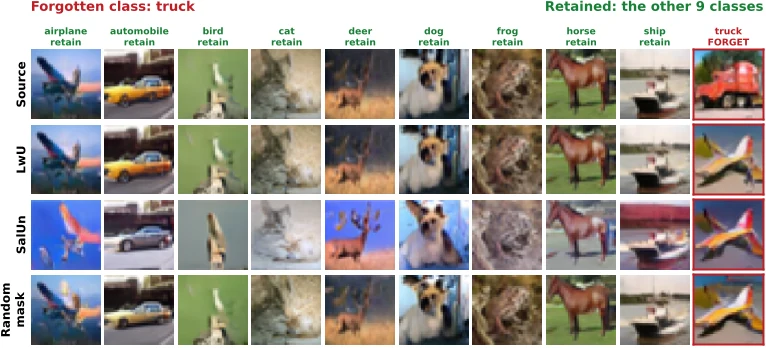 Forgotten class: truck
Retained: the other 9 classes
airplane retain
automobile retain
bird retain
cat retain
deer retain
dog retain
frog retain
horse retain
ship retain
truck FORGET
Source
LwU
SalUn
Random mask